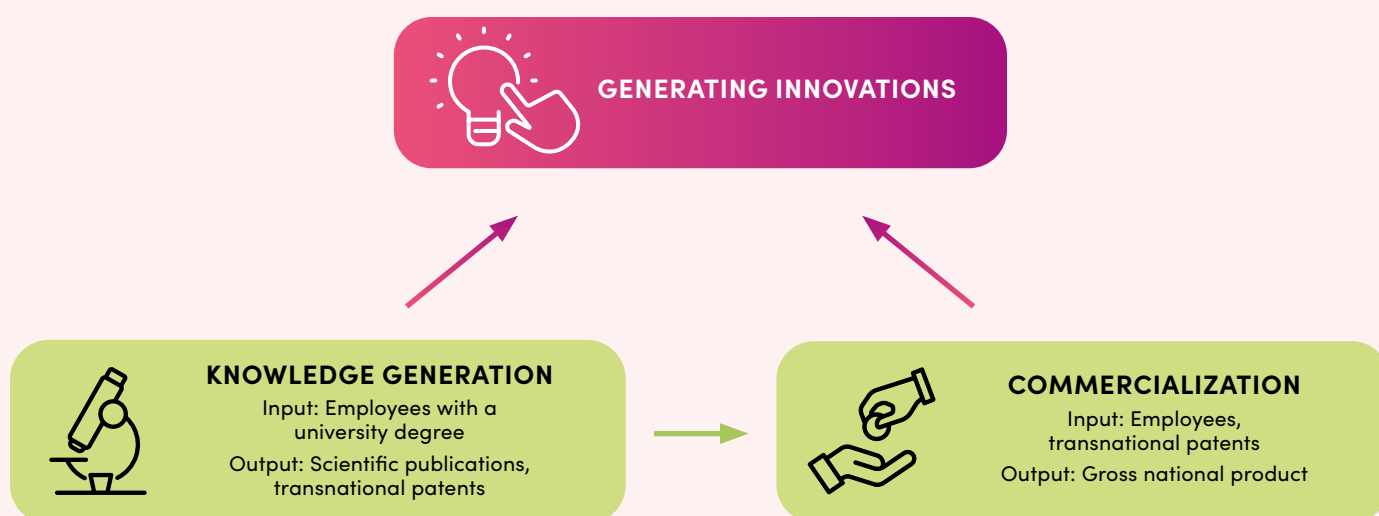 GENERATING INNOVATIONS
KNOWLEDGE GENERATION
Input: Employees with a
university degree
Output: Scientific publications,
transnational patents
COMMERCIALIZATION
Input: Employees,
transnational patents
Output: Gross national product